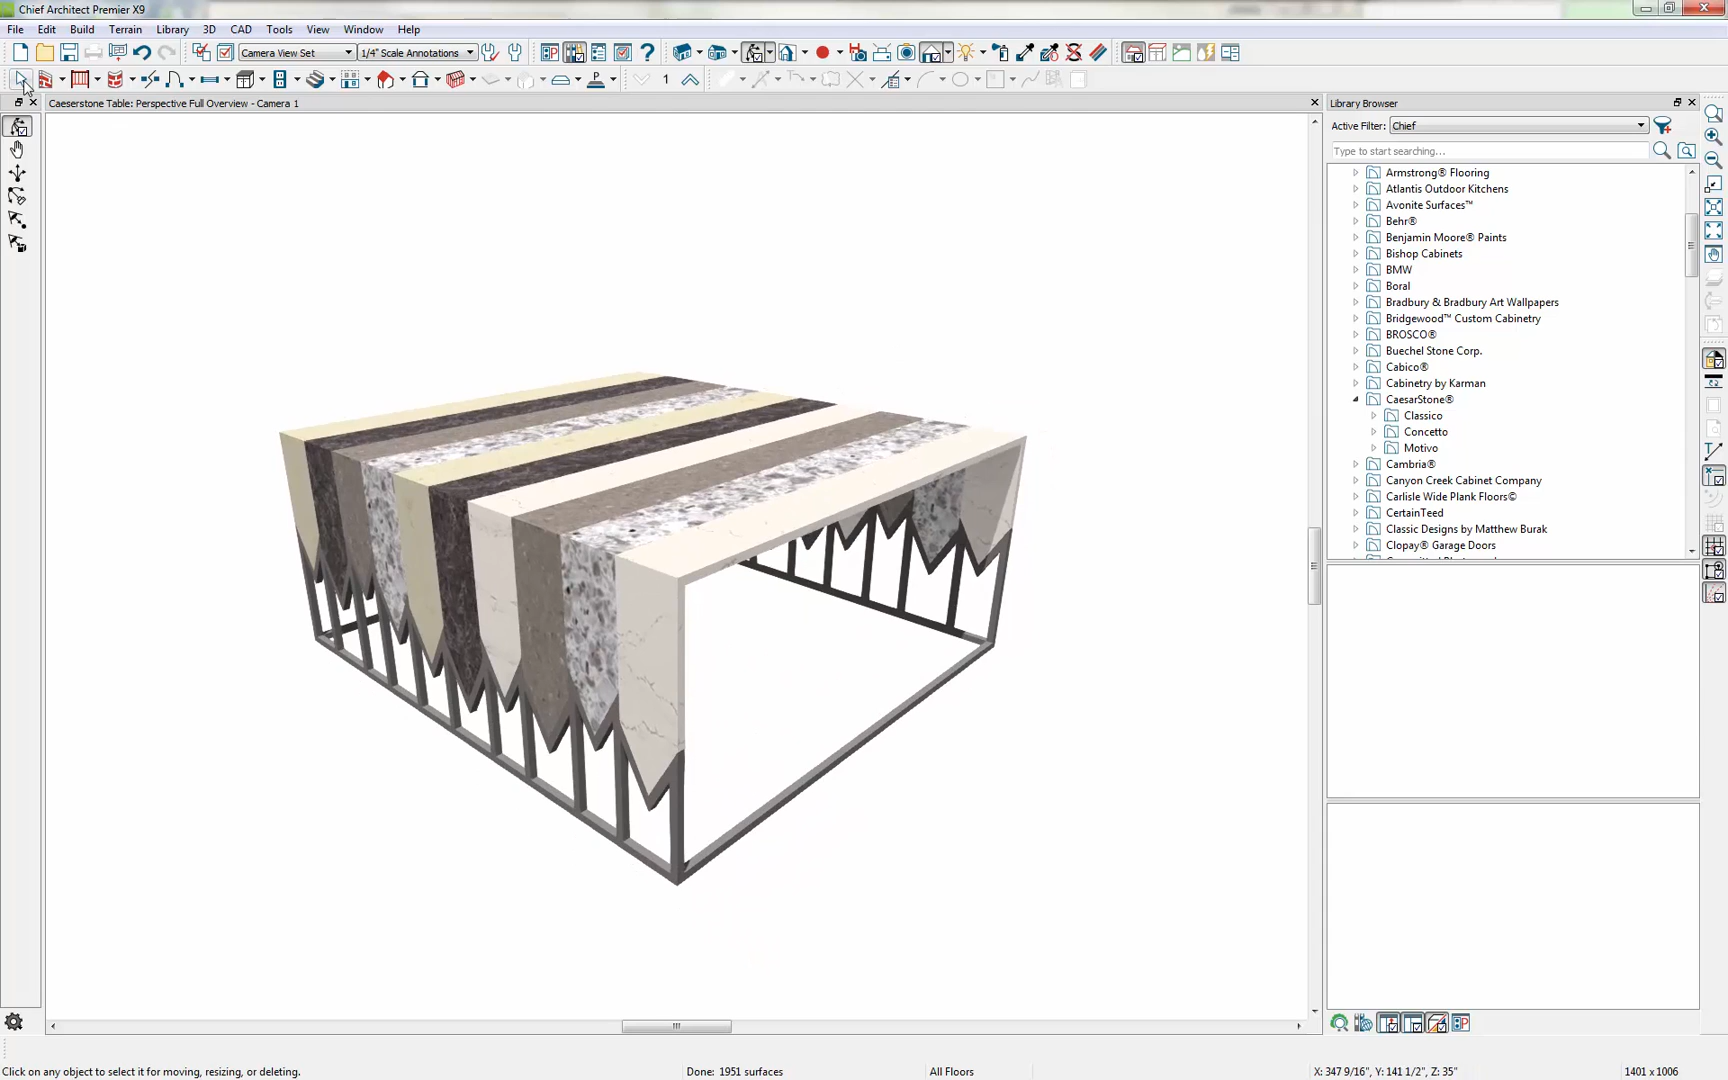 Chief Architect Premier X9
File Edit Build Terrain Library 3D CAD Tools View Window Help
Camera View Set 1/4" Scale Annotations
1
Caeserstone Table: Perspective Full Overview - Camera 1
Library Browser
Active Filter: Chief
Type to start searching...
Armstrong® Flooring
Atlantis Outdoor Kitchens
Avonite Surfaces™
Behr®
Benjamin Moore® Paints
Bishop Cabinets
BMW
Boral
Bradbury & Bradbury Art Wallpapers
Bridgewood™ Custom Cabinetry
BROSCO®
Buechel Stone Corp.
Cabico®
Cabinetry by Karman
CaesarStone®
Classico
Concetto
Motivo
Cambria®
Canyon Creek Cabinet Company
Carlisle Wide Plank Floors©
CertainTeed
Classic Designs by Matthew Burak
Clopay® Garage Doors
Click on any object to select it for moving, resizing, or deleting. Done: 1951 surfaces All Floors X: 347 9/16", Y: 141 1/2", Z: 35" 1401 x 1006